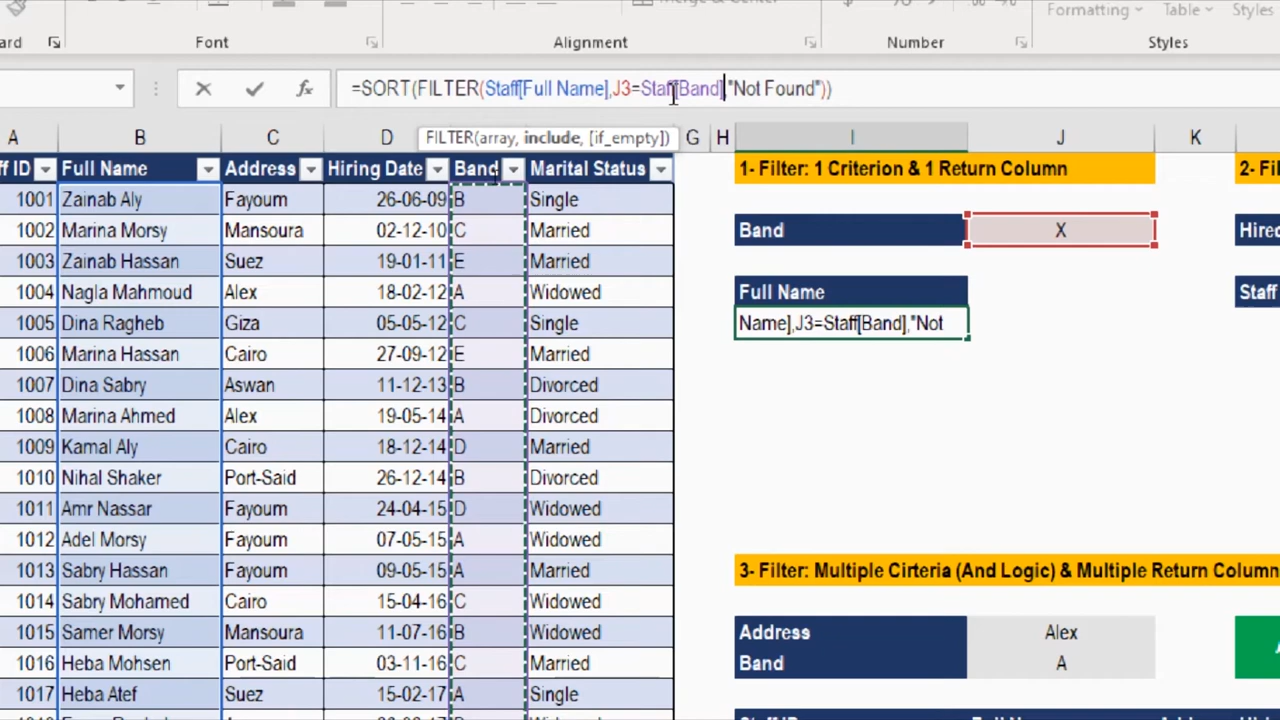 Merge & Center
Formatting Table Styles
ard Font Alignment Number Styles
=SORT(FILTER(Staff[Full Name],J3=Staff[Band],"Not Found"))
FILTER(array, include, [if_empty])
A B C D G H I J K
ff ID Full Name Address Hiring Date Band Marital Status 1- Filter: 1 Criterion & 1 Return Column 2- Fil
1001 Zainab Aly Fayoum 26-06-09 B Single
1002 Marina Morsy Mansoura 02-12-10 C Married Band X Hired
1003 Zainab Hassan Suez 19-01-11 E Married
1004 Nagla Mahmoud Alex 18-02-12 A Widowed Full Name Staff
1005 Dina Ragheb Giza 05-05-12 C Single Name],J3=Staff[Band],"Not
1006 Marina Hassan Cairo 27-09-12 E Married
1007 Dina Sabry Aswan 11-12-13 B Divorced
1008 Marina Ahmed Alex 19-05-14 A Divorced
1009 Kamal Aly Cairo 18-12-14 D Married
1010 Nihal Shaker Port-Said 26-12-14 B Divorced
1011 Amr Nassar Fayoum 24-04-15 D Widowed
1012 Adel Morsy Fayoum 07-05-15 A Widowed
1013 Sabry Hassan Fayoum 09-05-15 A Married 3- Filter: Multiple Cirteria (And Logic) & Multiple Return Column
1014 Sabry Mohamed Cairo 15-04-16 C Widowed
1015 Samer Morsy Mansoura 11-07-16 B Widowed Address Alex
1016 Heba Mohsen Port-Said 03-11-16 C Married Band A
1017 Heba Atef Suez 15-02-17 A Single